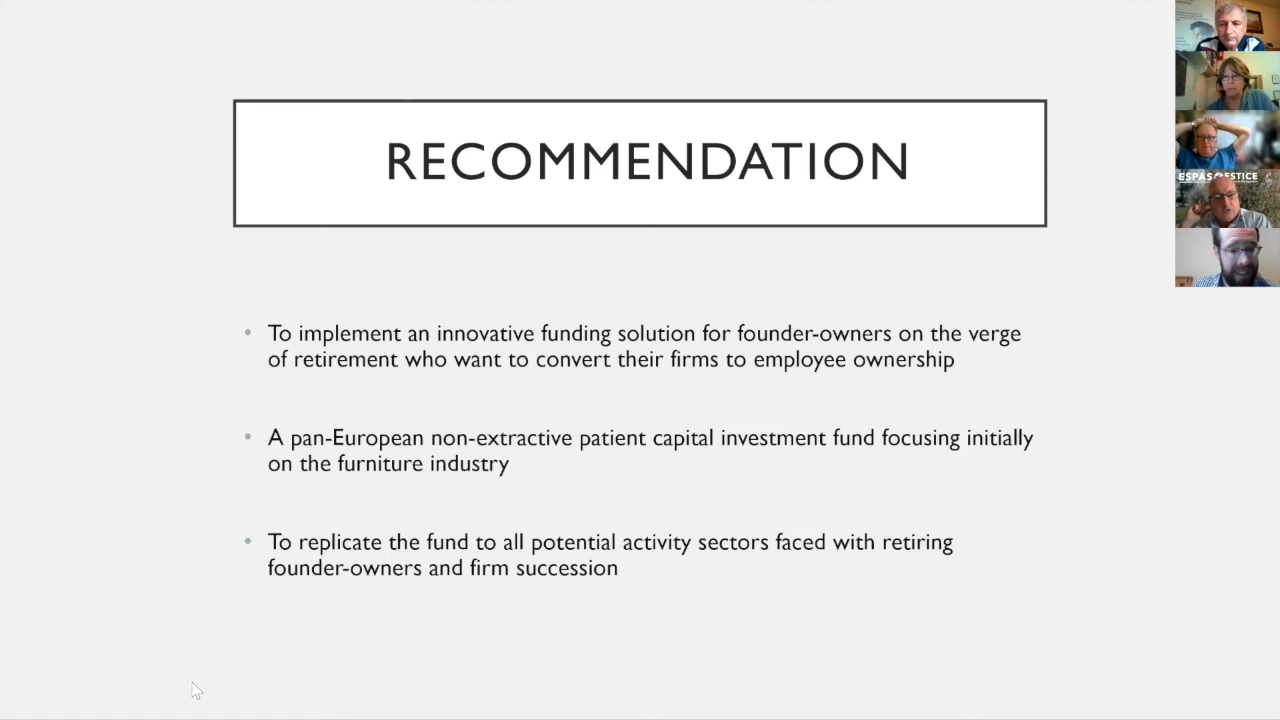 RECOMMENDATION
• To implement an innovative funding solution for founder-owners on the verge
of retirement who want to convert their firms to employee ownership
• A pan-European non-extractive patient capital investment fund focusing initially
on the furniture industry
• To replicate the fund to all potential activity sectors faced with retiring
founder-owners and firm succession